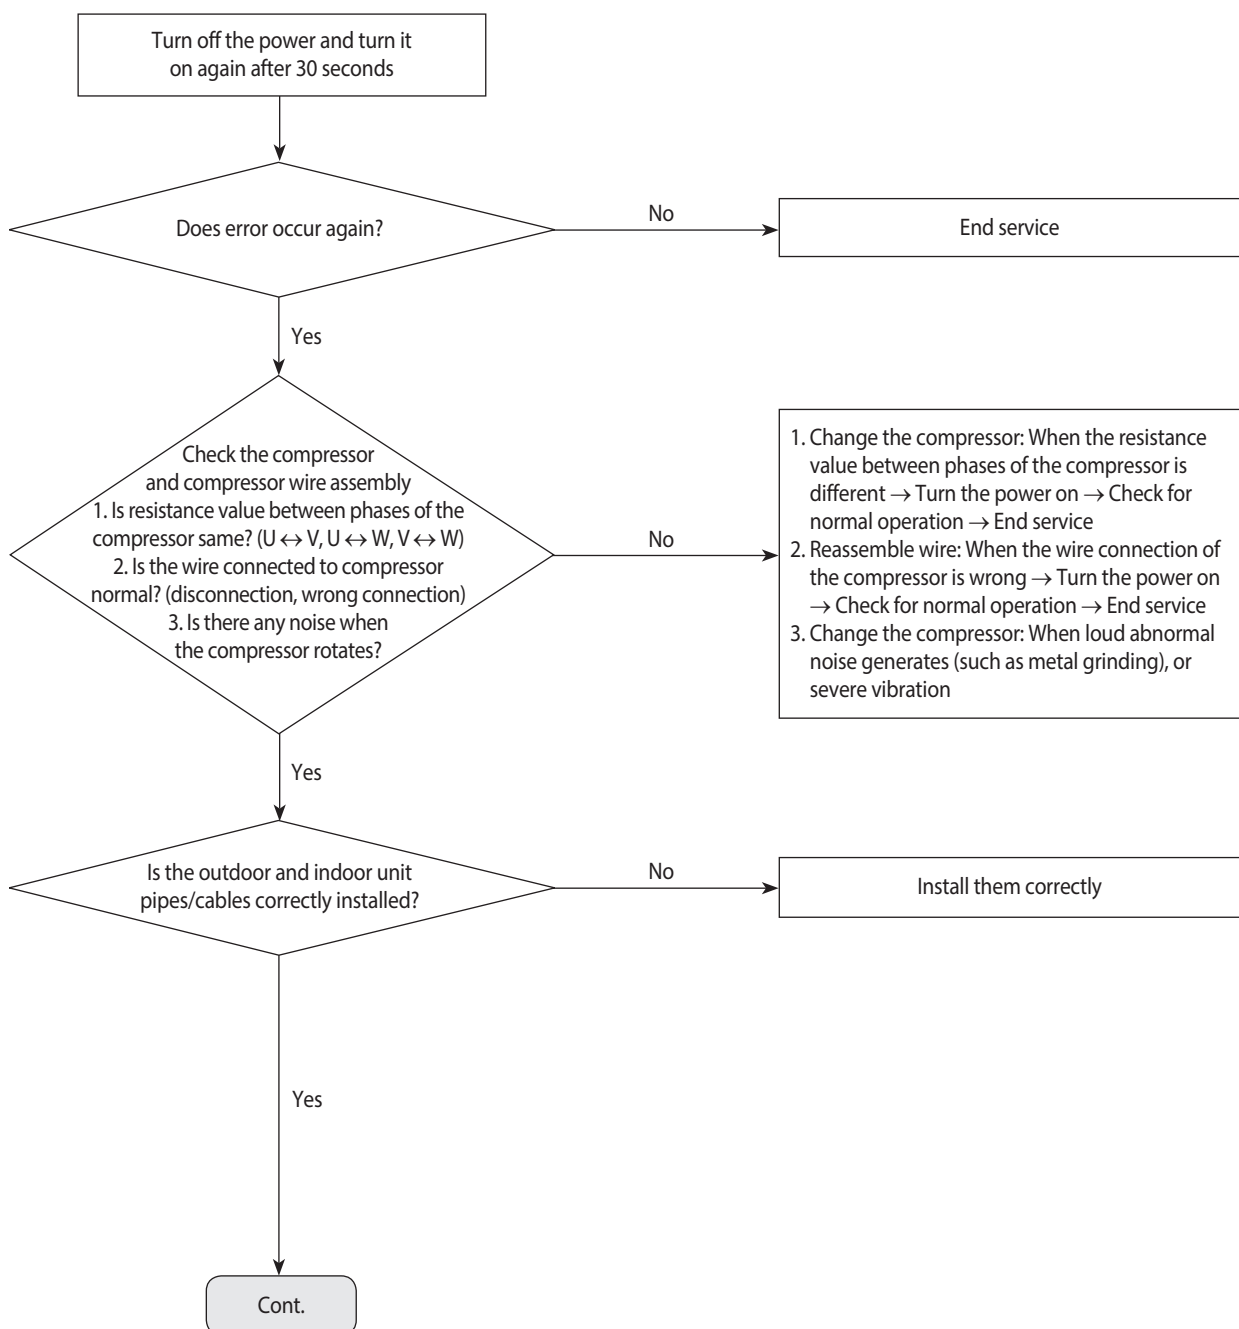 Turn off the power and turn it
on again after 30 seconds
Does error occur again?
No
End service
Yes
Check the compressor
and compressor wire assembly
1. Is resistance value between phases of the
compressor same? (U ↔ V, U ↔ W, V ↔ W)
2. Is the wire connected to compressor
normal? (disconnection, wrong connection)
3. Is there any noise when
the compressor rotates?
No
1. Change the compressor: When the resistance
value between phases of the compressor is
different → Turn the power on → Check for
normal operation → End service
2. Reassemble wire: When the wire connection of
the compressor is wrong → Turn the power on
→ Check for normal operation → End service
3. Change the compressor: When loud abnormal
noise generates (such as metal grinding), or
severe vibration
Yes
Is the outdoor and indoor unit
pipes/cables correctly installed?
No
Install them correctly
Yes
Cont.